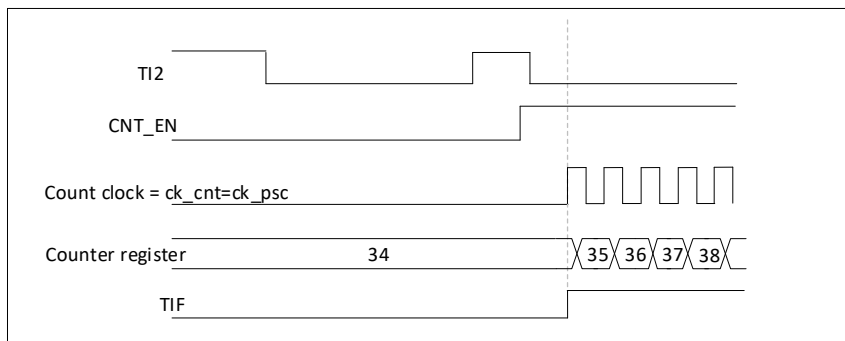 TI2
CNT_EN
Count clock = ck_cnt=ck_psc
Counter register 34 35 36 37 38
TIF